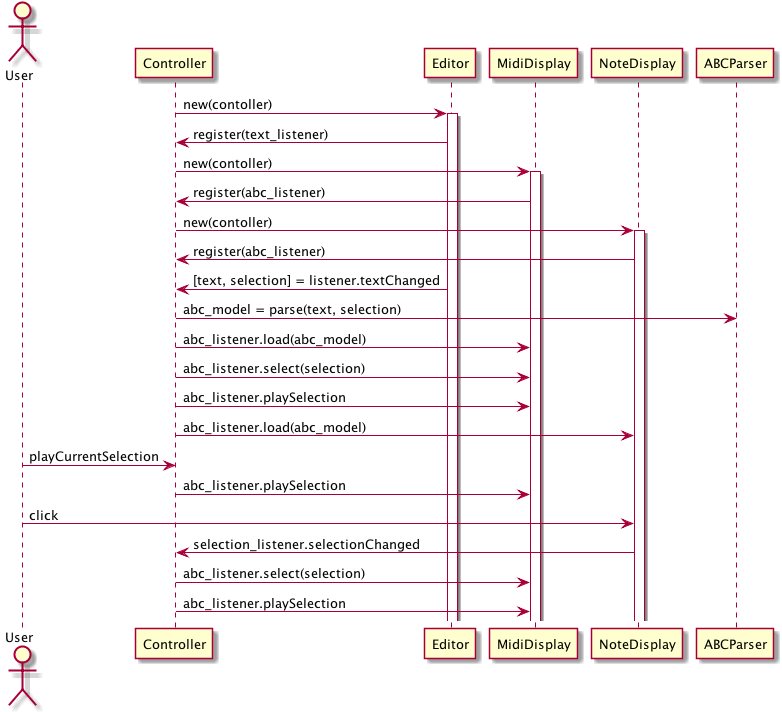 User
Controller
Editor
MidiDisplay
NoteDisplay
ABCParser
new(contoller)
register(text_listener)
new(contoller)
register(abc_listener)
new(contoller)
register(abc_listener)
[text, selection] = listener.textChanged
abc_model = parse(text, selection)
abc_listener.load(abc_model)
abc_listener.select(selection)
abc_listener.playSelection
abc_listener.load(abc_model)
playCurrentSelection
abc_listener.playSelection
click
selection_listener.selectionChanged
abc_listener.select(selection)
abc_listener.playSelection
User
Controller
Editor
MidiDisplay
NoteDisplay
ABCParser